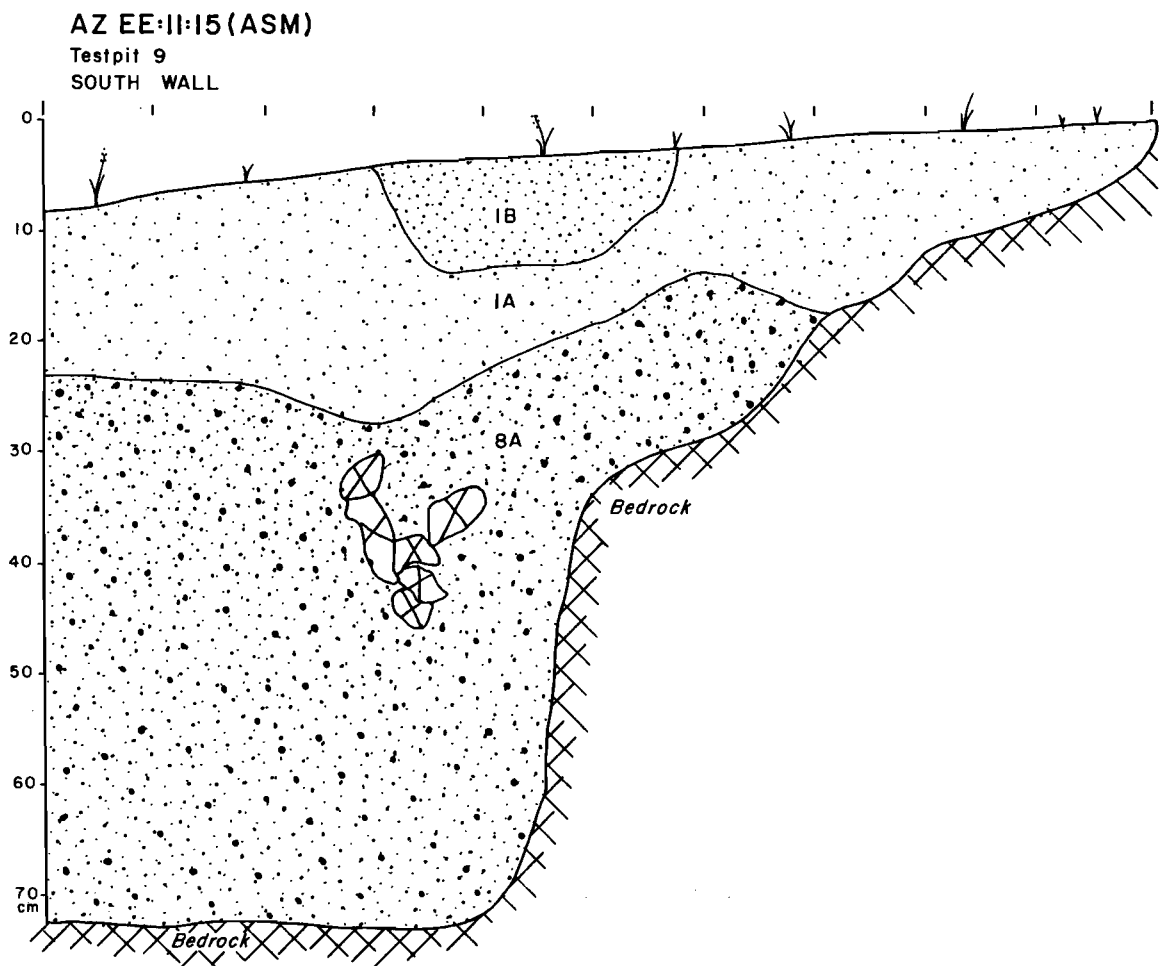 AZ EE:11:15 (ASM)
Testpit 9
SOUTH WALL
0
10
20
30
40
50
60
70
cm
1B
1A
8A
Bedrock
Bedrock